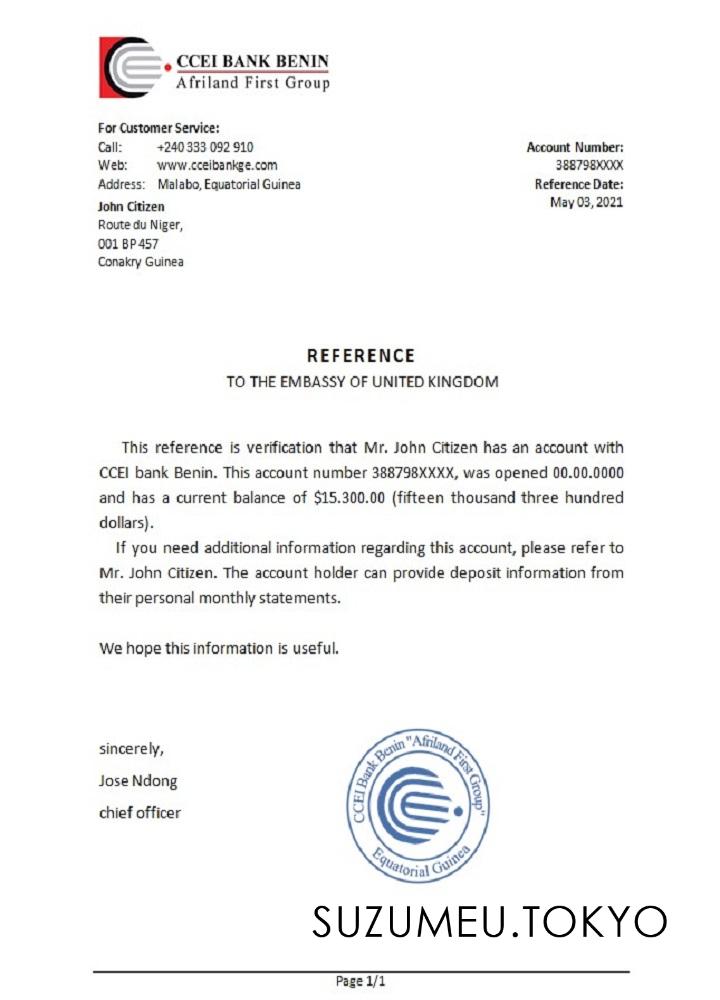 CCEI BANK BENIN
Afriland First Group
For Customer Service:
Call: +240 333 092 910
Web: www.cceibankge.com
Address: Malabo, Equatorial Guinea
Account Number:
388798XXXX
Reference Date:
May 03, 2021
John Citizen
Route du Niger,
001 BP 457
Conakry Guinea
REFERENCE
TO THE EMBASSY OF UNITED KINGDOM
This reference is verification that Mr. John Citizen has an account with
CCEI bank Benin. This account number 388798XXXX, was opened 00.00.0000
and has a current balance of $15.300.00 (fifteen thousand three hundred
dollars).
If you need additional information regarding this account, please refer to
Mr. John Citizen. The account holder can provide deposit information from
their personal monthly statements.
We hope this information is useful.
sincerely,
Jose Ndong
chief officer
CCEI Bank Benin "Afriland First Group"
Equatorial Guinea
SUZUMEU.TOKYO
Page 1/1